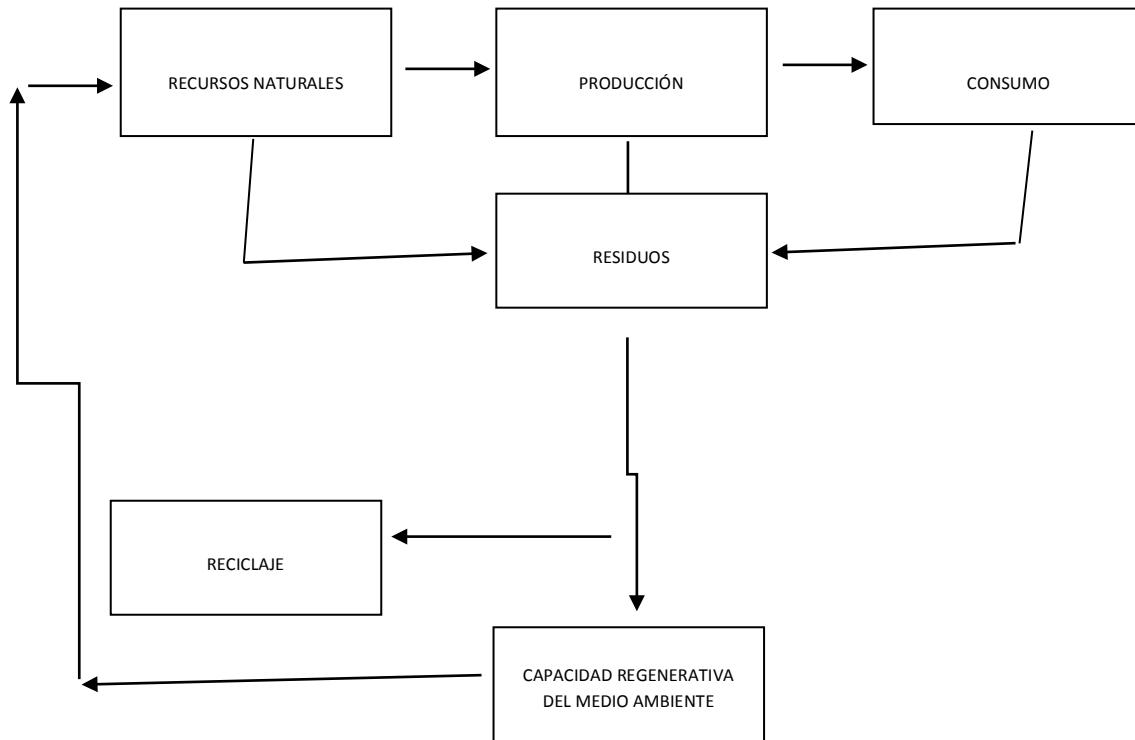 RECURSOS NATURALES
PRODUCCIÓN
CONSUMO
RESIDUOS
RECICLAJE
CAPACIDAD REGENERATIVA
DEL MEDIO AMBIENTE